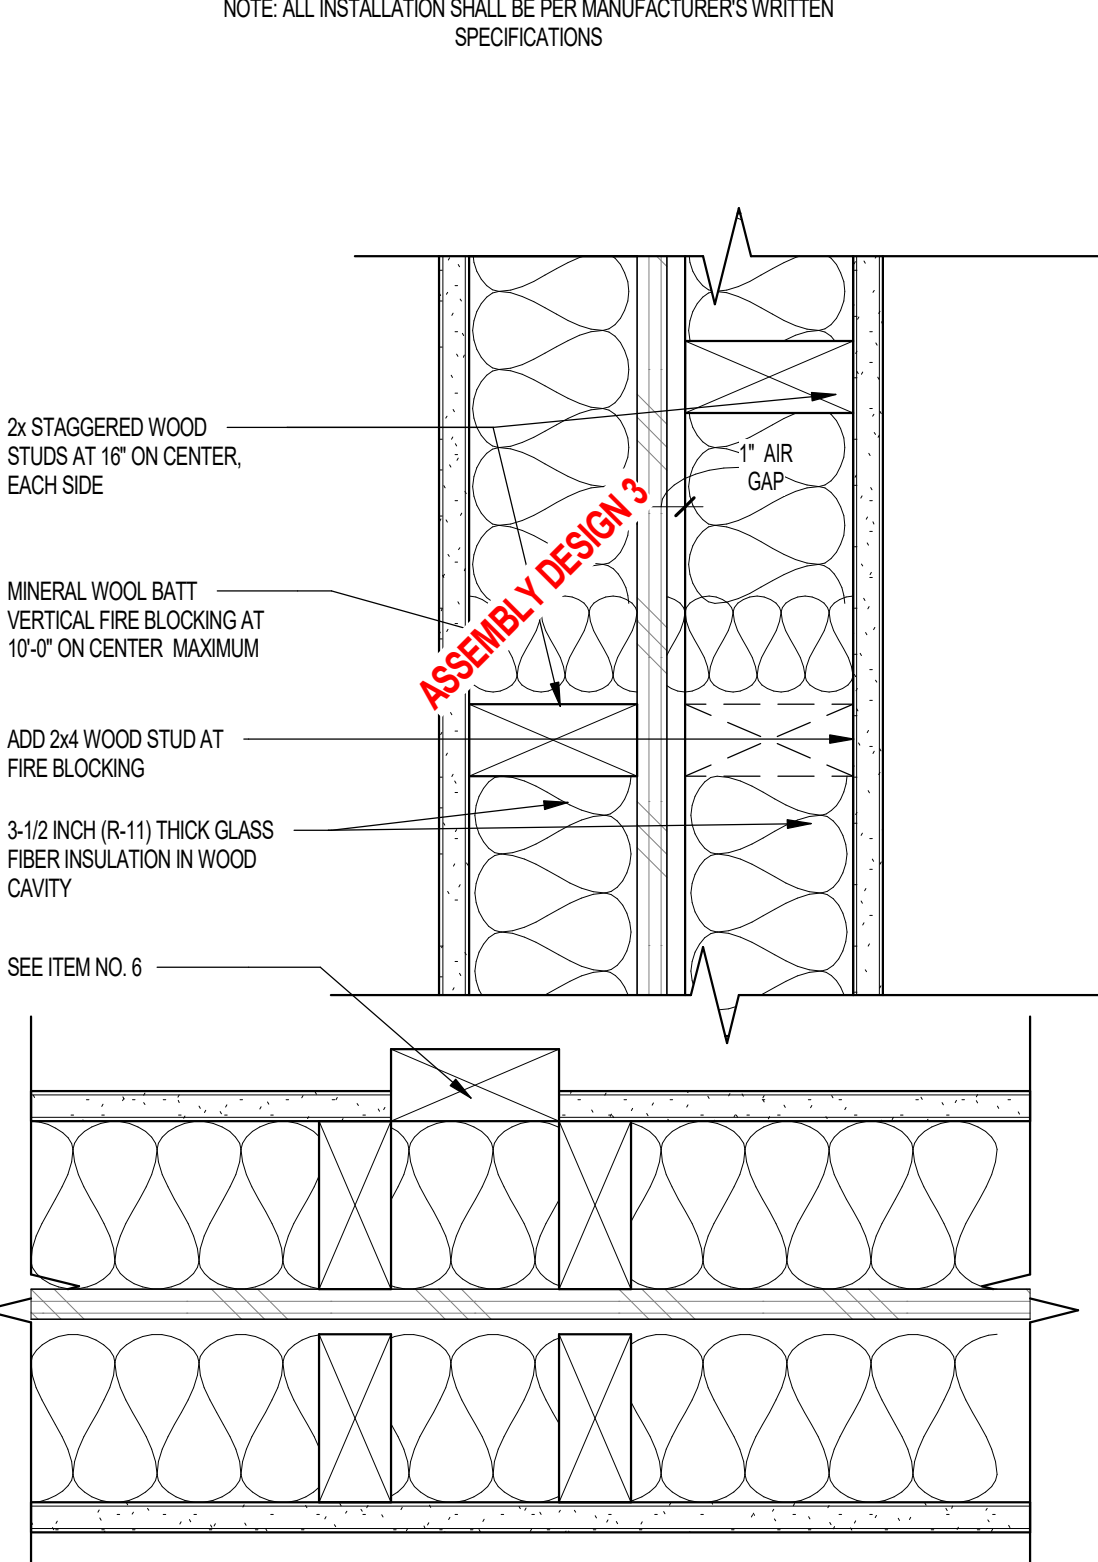 NOTE: ALL INSTALLATION SHALL BE PER MANUFACTURER'S WRITTEN
SPECIFICATIONS
2x STAGGERED WOOD
STUDS AT 16" ON CENTER,
EACH SIDE
1" AIR
GAP
ASSEMBLY DESIGN 3
MINERAL WOOL BATT
VERTICAL FIRE BLOCKING AT
10'-0" ON CENTER MAXIMUM
ADD 2x4 WOOD STUD AT
FIRE BLOCKING
3-1/2 INCH (R-11) THICK GLASS
FIBER INSULATION IN WOOD
CAVITY
SEE ITEM NO. 6